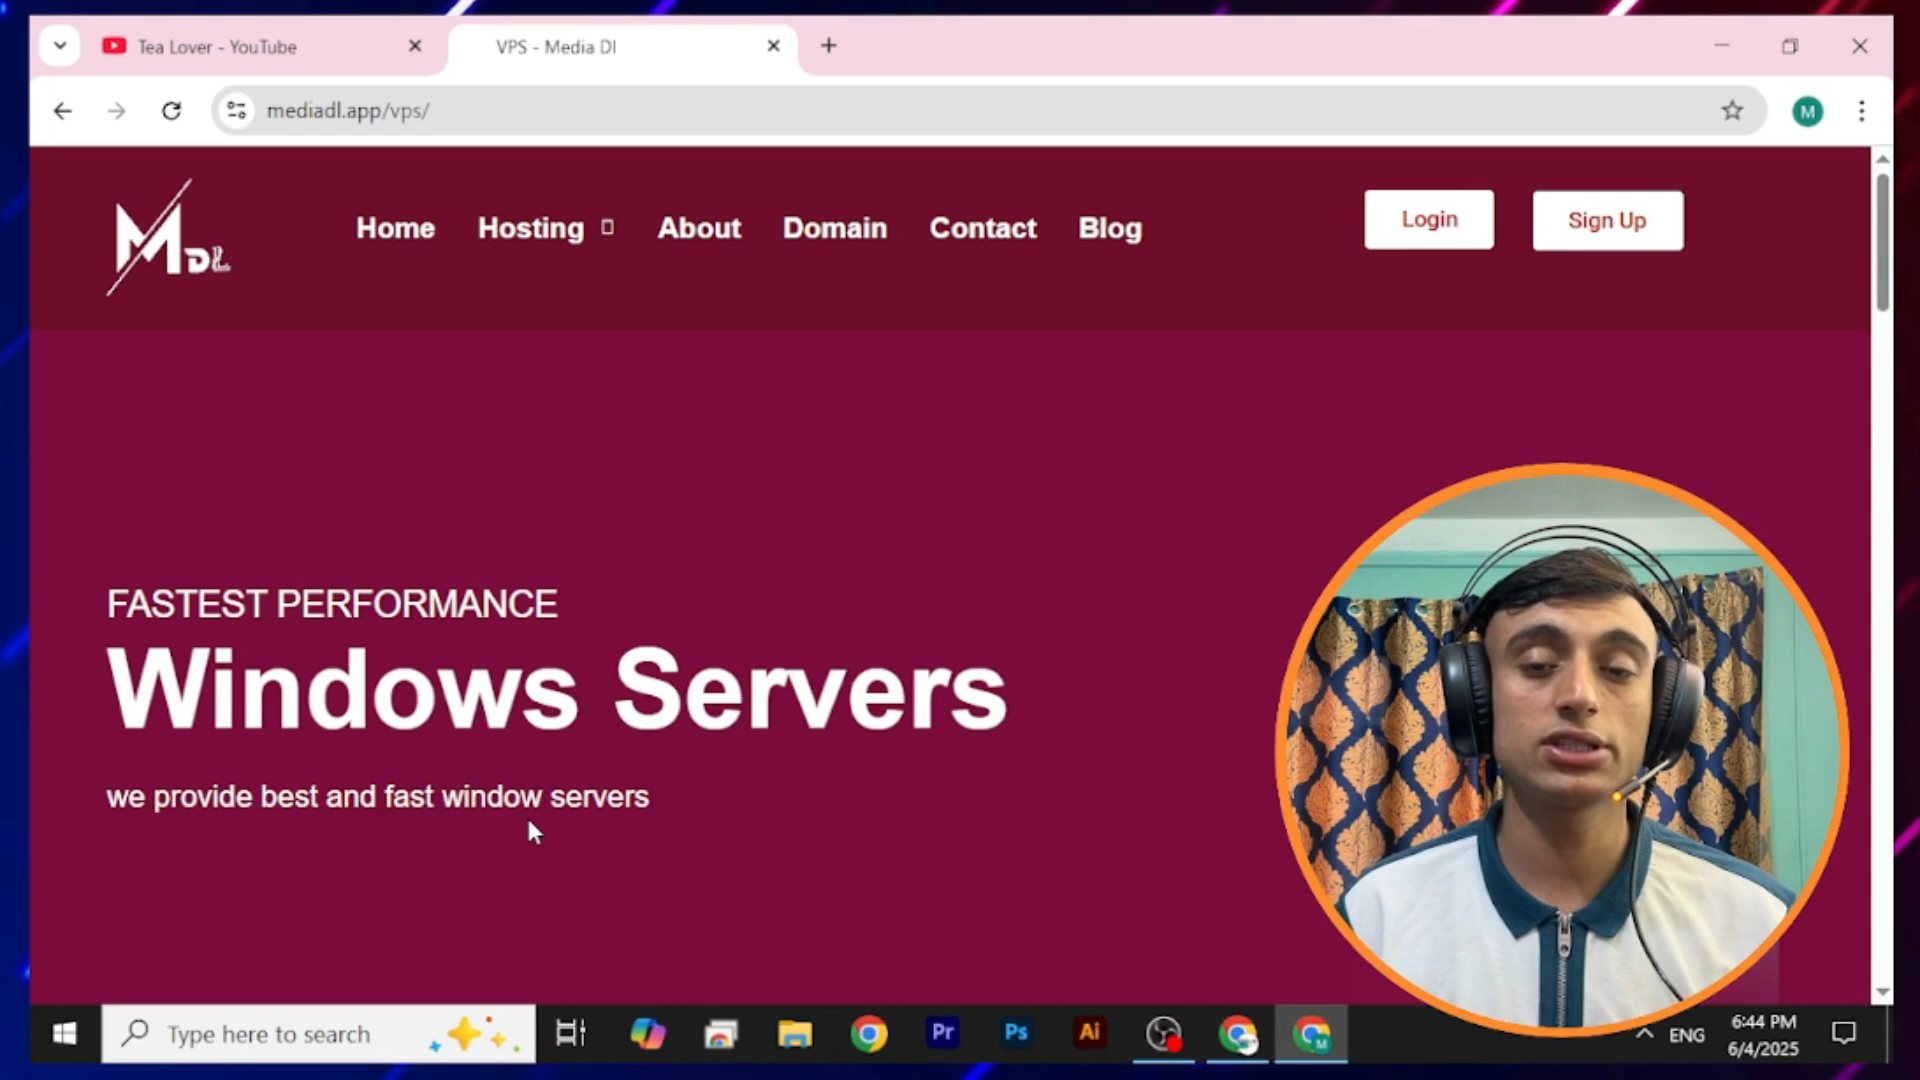 Tea Lover - YouTube
VPS - Media Dl
mediadl.app/vps/
M
MDL
Home
Hosting
About
Domain
Contact
Blog
Login
Sign Up
FASTEST PERFORMANCE
Windows Servers
we provide best and fast window servers
Type here to search
Pr
Ps
Ai
M
ENG
6:44 PM
6/4/2025